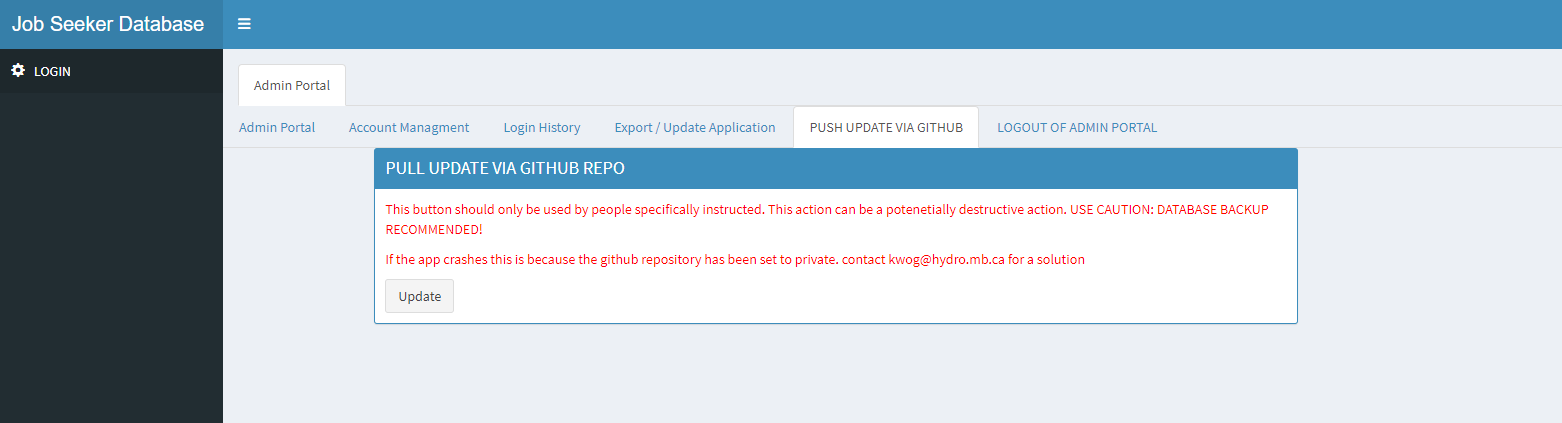 Job Seeker Database
LOGIN
Admin Portal
Admin Portal Account Managment Login History Export / Update Application PUSH UPDATE VIA GITHUB LOGOUT OF ADMIN PORTAL
PULL UPDATE VIA GITHUB REPO
This button should only be used by people specifically instructed. This action can be a potenetially destructive action. USE CAUTION: DATABASE BACKUP
RECOMMENDED!
If the app crashes this is because the github repository has been set to private. contact kwog@hydro.mb.ca for a solution
Update